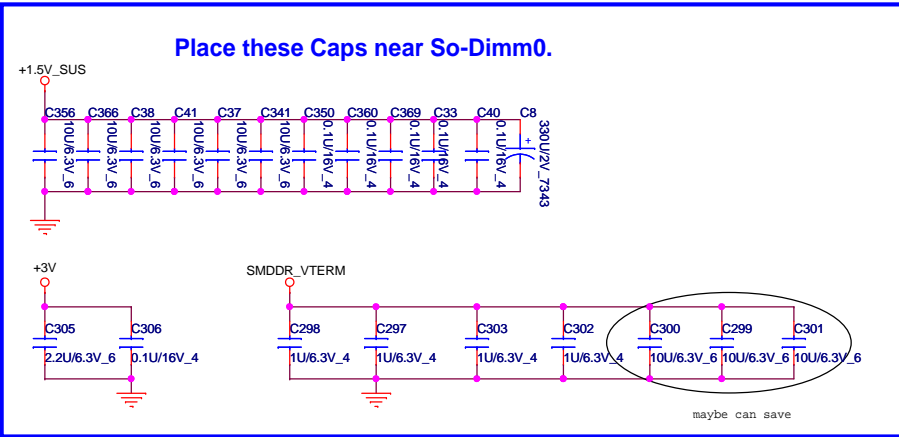 Place these Caps near So-Dimm0.
+1.5V_SUS
C356 C366 C38 C41 C37 C341 C350 C360 C369 C33 C40 C8
10U/6.3V_6 10U/6.3V_6 10U/6.3V_6 10U/6.3V_6 10U/6.3V_6 10U/6.3V_6 0.1U/16V_4 0.1U/16V_4 0.1U/16V_4 0.1U/16V_4 330U/2V_7343
+
+3V
SMDDR_VTERM
C305 C306 C298 C297 C303 C302 C300 C299 C301
2.2U/6.3V_6 0.1U/16V_4 1U/6.3V_4 1U/6.3V_4 1U/6.3V_4 1U/6.3V_4 10U/6.3V_6 10U/6.3V_6 10U/6.3V_6
maybe can save